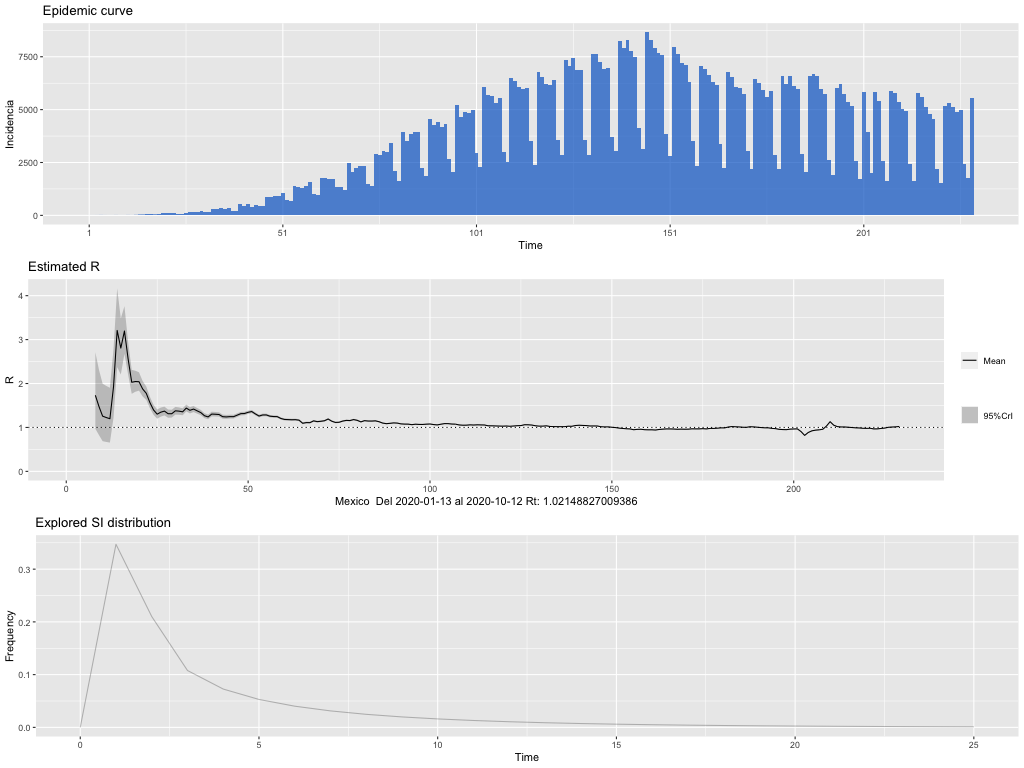 Epidemic curve
7500
5000
2500
0
Incidencia
1 51 101 151 201
Time
Estimated R
4
3
2
1
0
R
0 50 100 150 200
Mexico  Del 2020-01-13 al 2020-10-12 Rt: 1.02148827009386
Mean
95%CrI
Explored SI distribution
0.3
0.2
0.1
0.0
Frequency
0 5 10 15 20 25
Time